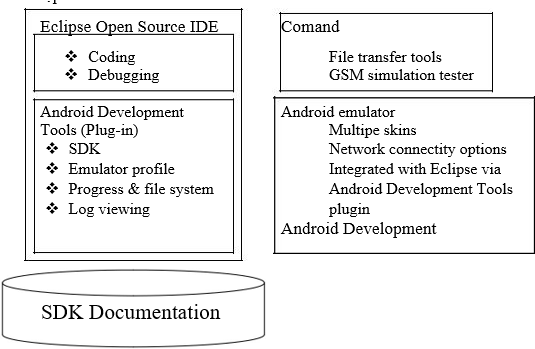 Eclipse Open Source IDE
❖ Coding
❖ Debugging
Android Development
Tools (Plug-in)
❖ SDK
❖ Emulator profile
❖ Progress & file system
❖ Log viewing
Comand
File transfer tools
GSM simulation tester
Android emulator
Multipe skins
Network connectity options
Integrated with Eclipse via
Android Development Tools
plugin
Android Development
SDK Documentation